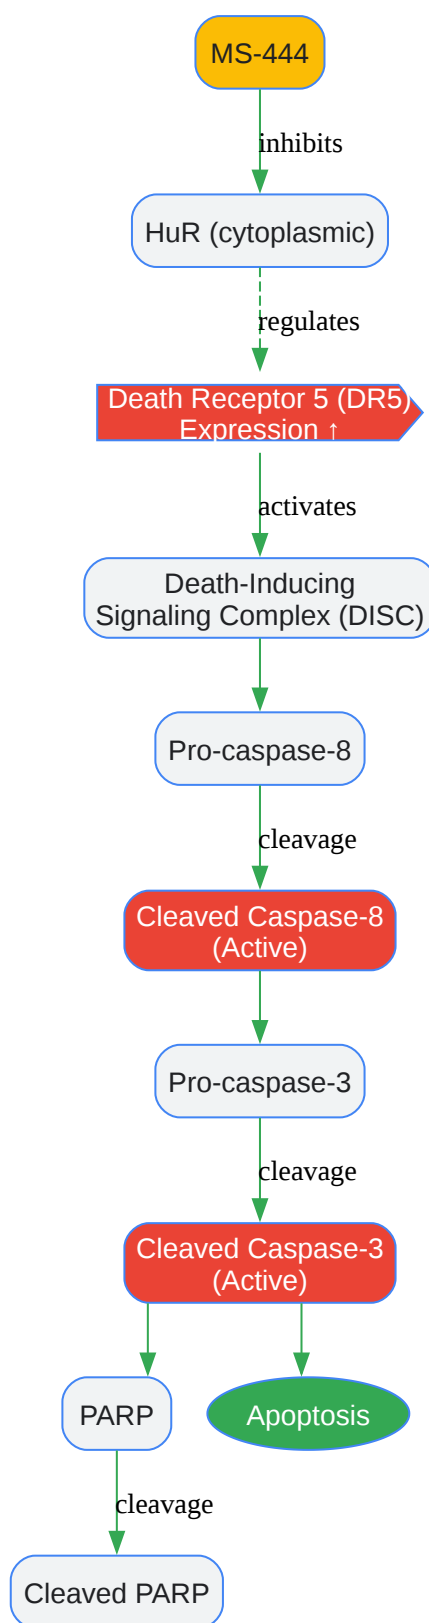 MS-444
inhibits
HuR (cytoplasmic)
regulates
Death Receptor 5 (DR5)
Expression ↑
activates
Death-Inducing
Signaling Complex (DISC)
Pro-caspase-8
cleavage
Cleaved Caspase-8
(Active)
Pro-caspase-3
cleavage
Cleaved Caspase-3
(Active)
PARP
Apoptosis
cleavage
Cleaved PARP